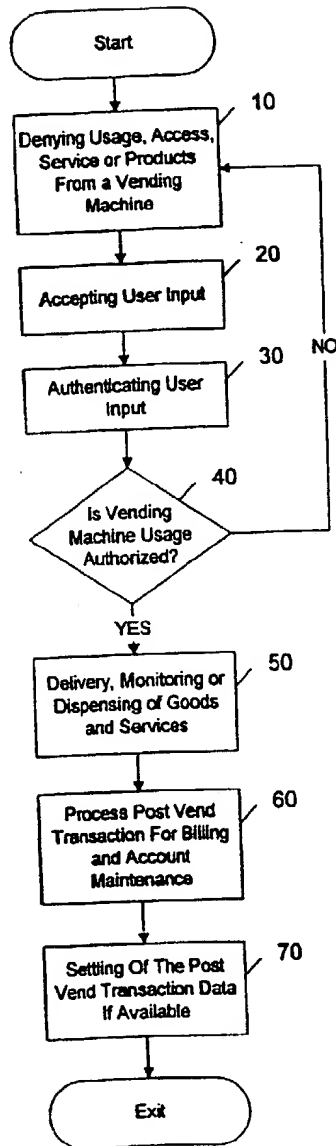 Start
10
Denying Usage, Access,
Service or Products
From a Vending
Machine
20
Accepting User Input
NO
30
Authenticating User
Input
40
Is Vending
Machine Usage
Authorized?
YES
50
Delivery, Monitoring or
Dispensing of Goods
and Services
60
Process Post Vend
Transaction For Billing
and Account
Maintenance
70
Settling Of The Post
Vend Transaction Data
If Available
Exit